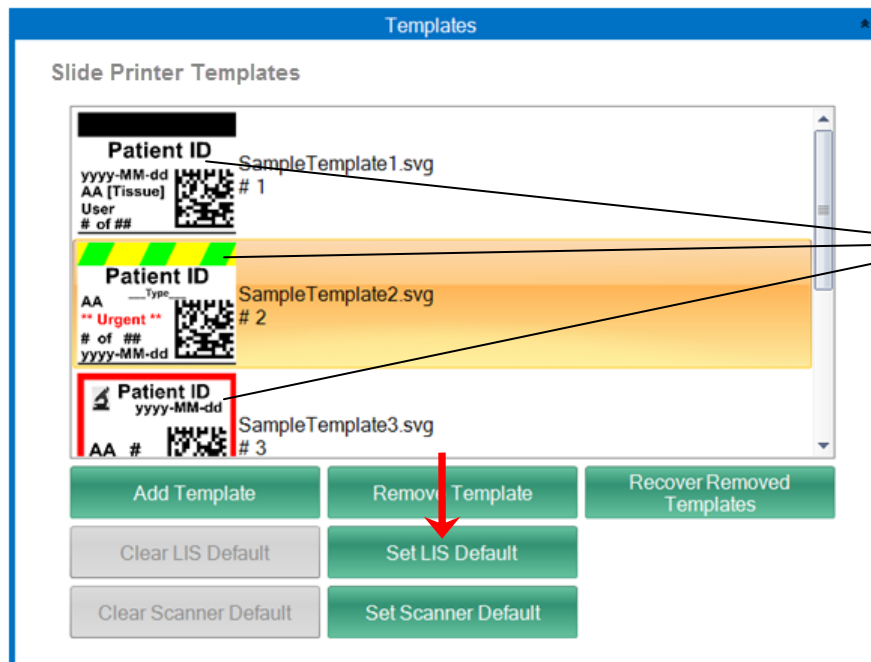 Templates
Slide Printer Templates
Patient ID
yyyy-MM-dd
AA [Tissue]
User
# of ##
SampleTemplate1.svg
# 1
Patient ID
AA __Type__
** Urgent **
# of ##
yyyy-MM-dd
SampleTemplate2.svg
# 2
Patient ID
yyyy-MM-dd
AA #
SampleTemplate3.svg
# 3
Add Template
Remove Template
Recover Removed
Templates
Clear LIS Default
Set LIS Default
Clear Scanner Default
Set Scanner Default